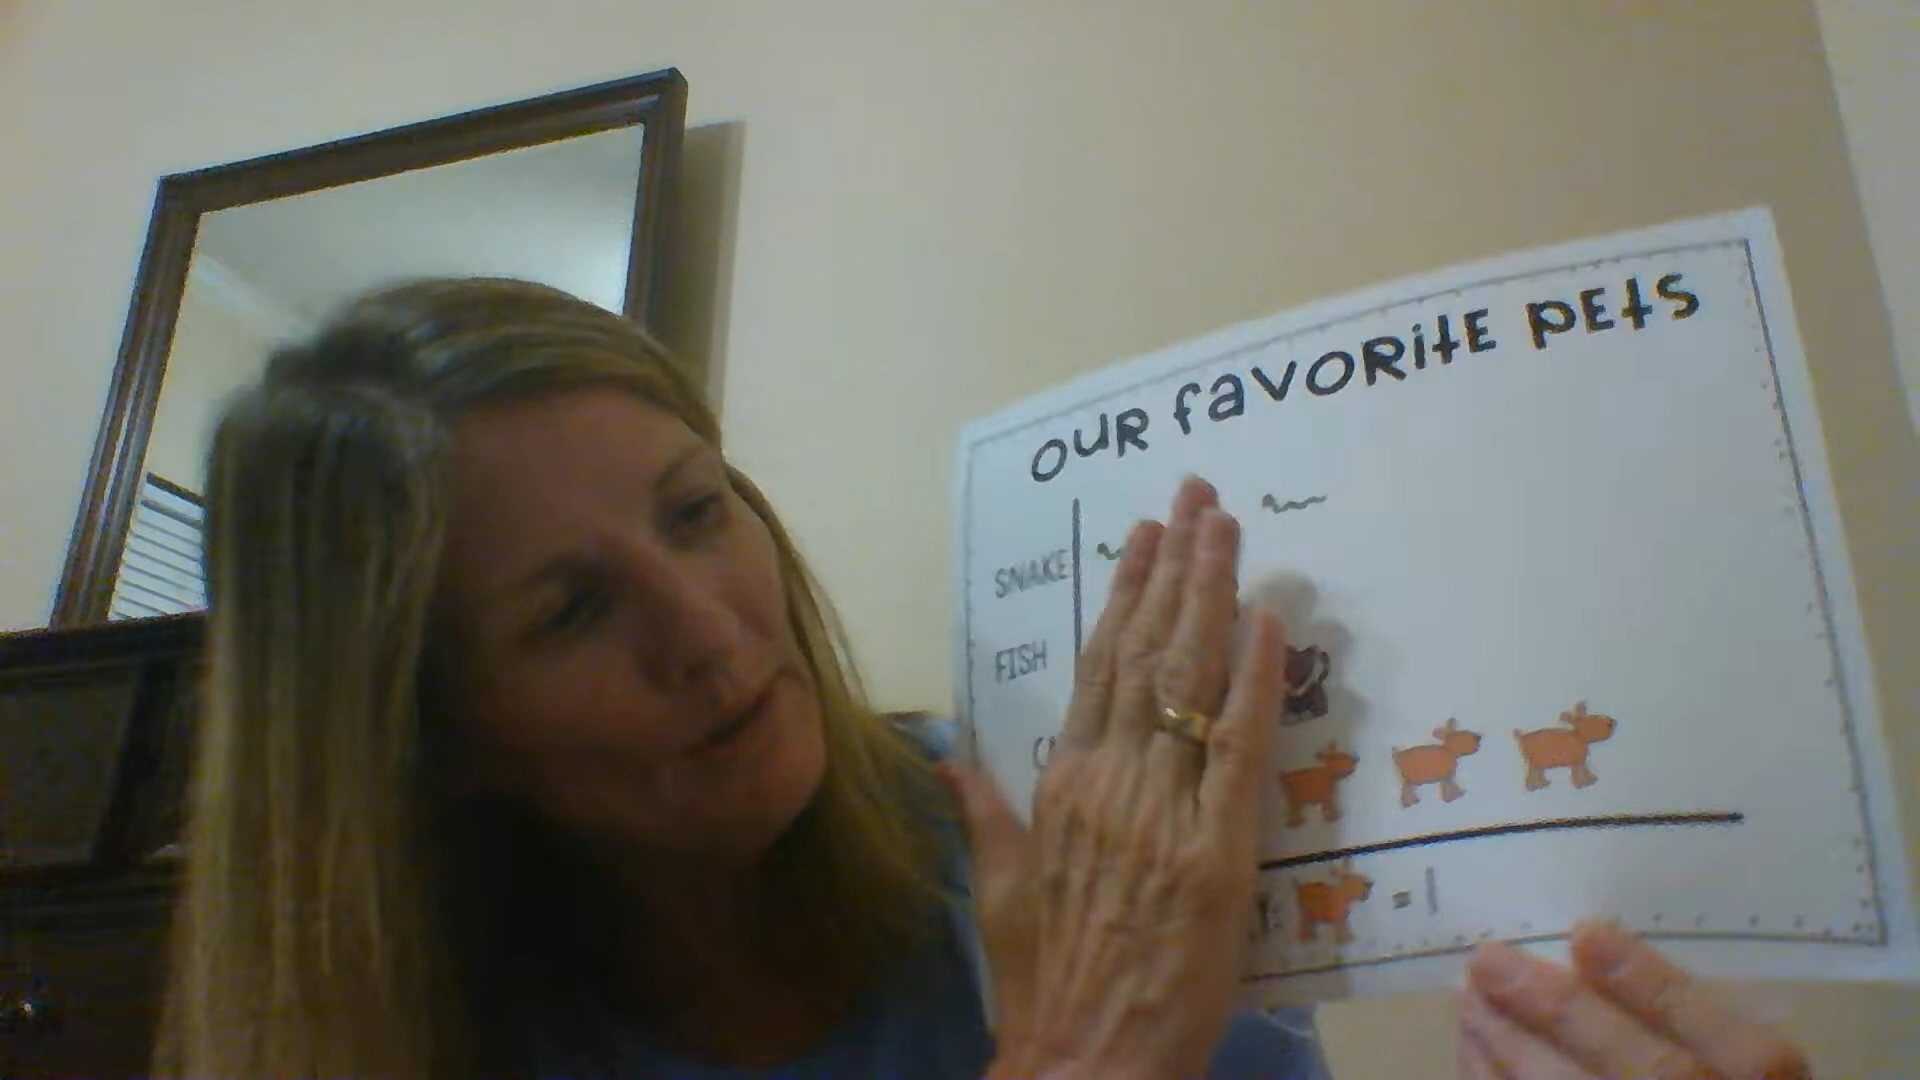 OUR favORitE PEtS
SNAKE
FISH
= 1